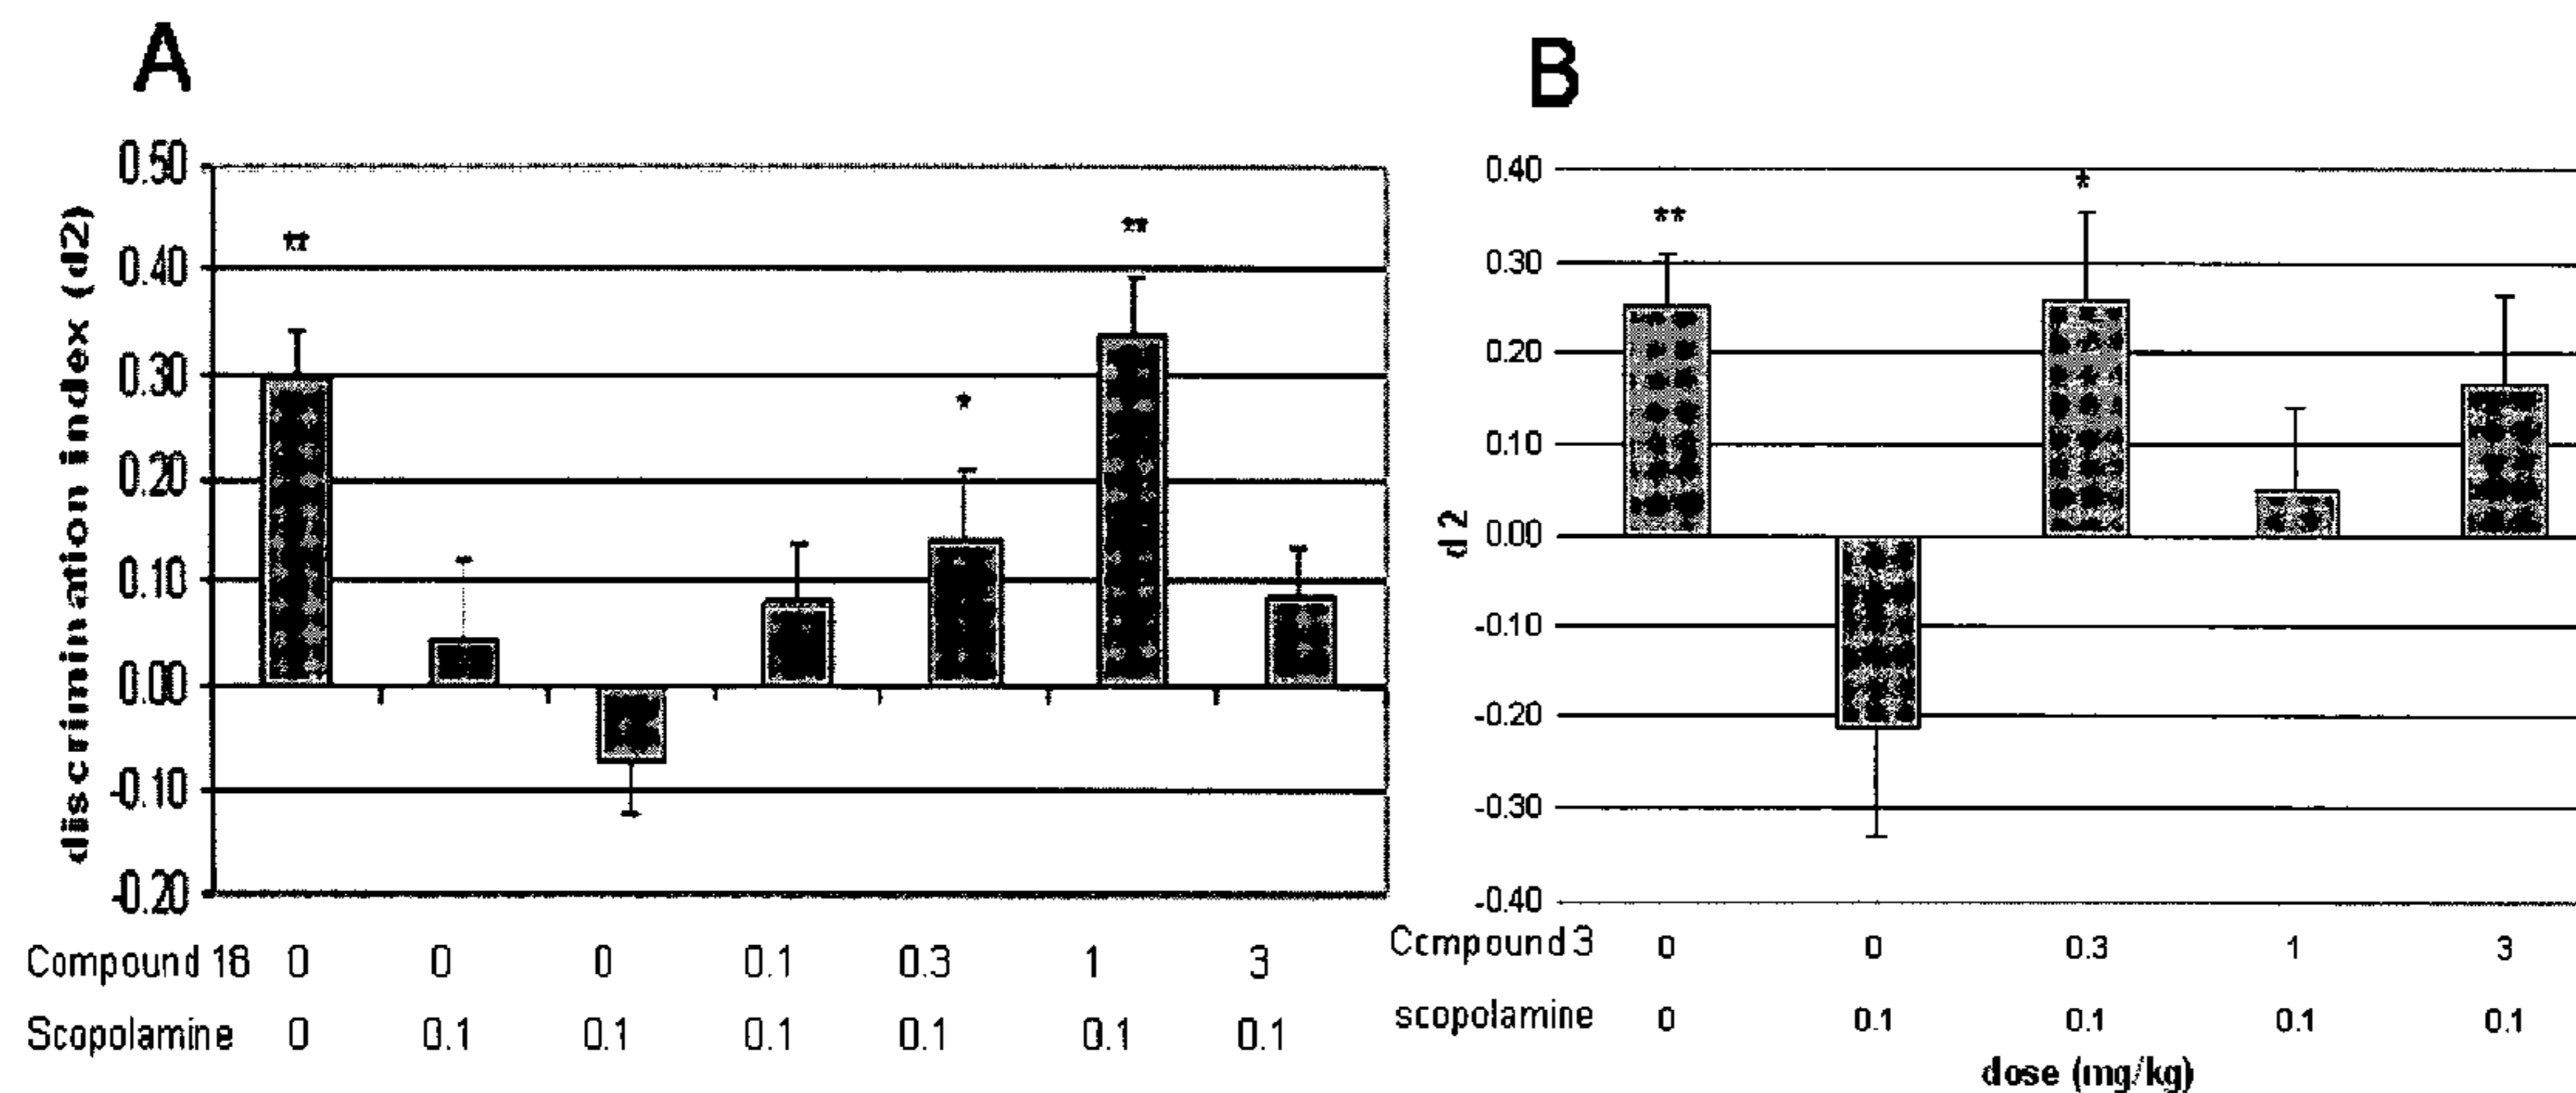 A
B
discrimination index (d2)
0.50
0.40
0.30
0.20
0.10
0.00
-0.10
-0.20
** * **
Compound 18 0 0 0 0.1 0.3 1 3
Scopolamine 0 0.1 0.1 0.1 0.1 0.1 0.1
d2
0.40
0.30
0.20
0.10
0.00
-0.10
-0.20
-0.30
-0.40
** *
Compound 3 0 0 0.3 1 3
scopolamine 0 0.1 0.1 0.1 0.1
dose (mg/kg)